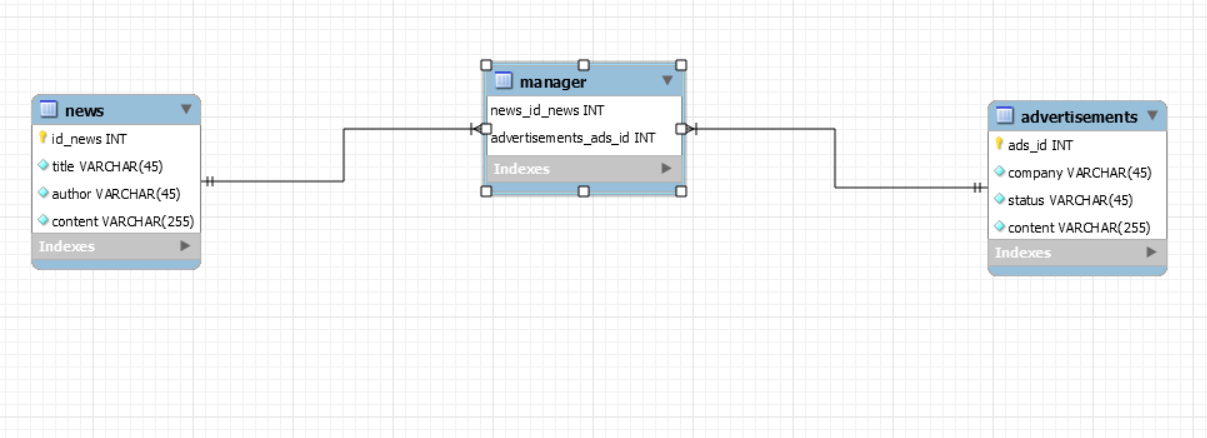 news
id_news INT
title VARCHAR(45)
author VARCHAR(45)
content VARCHAR(255)
Indexes
manager
news_id_news INT
advertisements_ads_id INT
Indexes
advertisements
ads_id INT
company VARCHAR(45)
status VARCHAR(45)
content VARCHAR(255)
Indexes